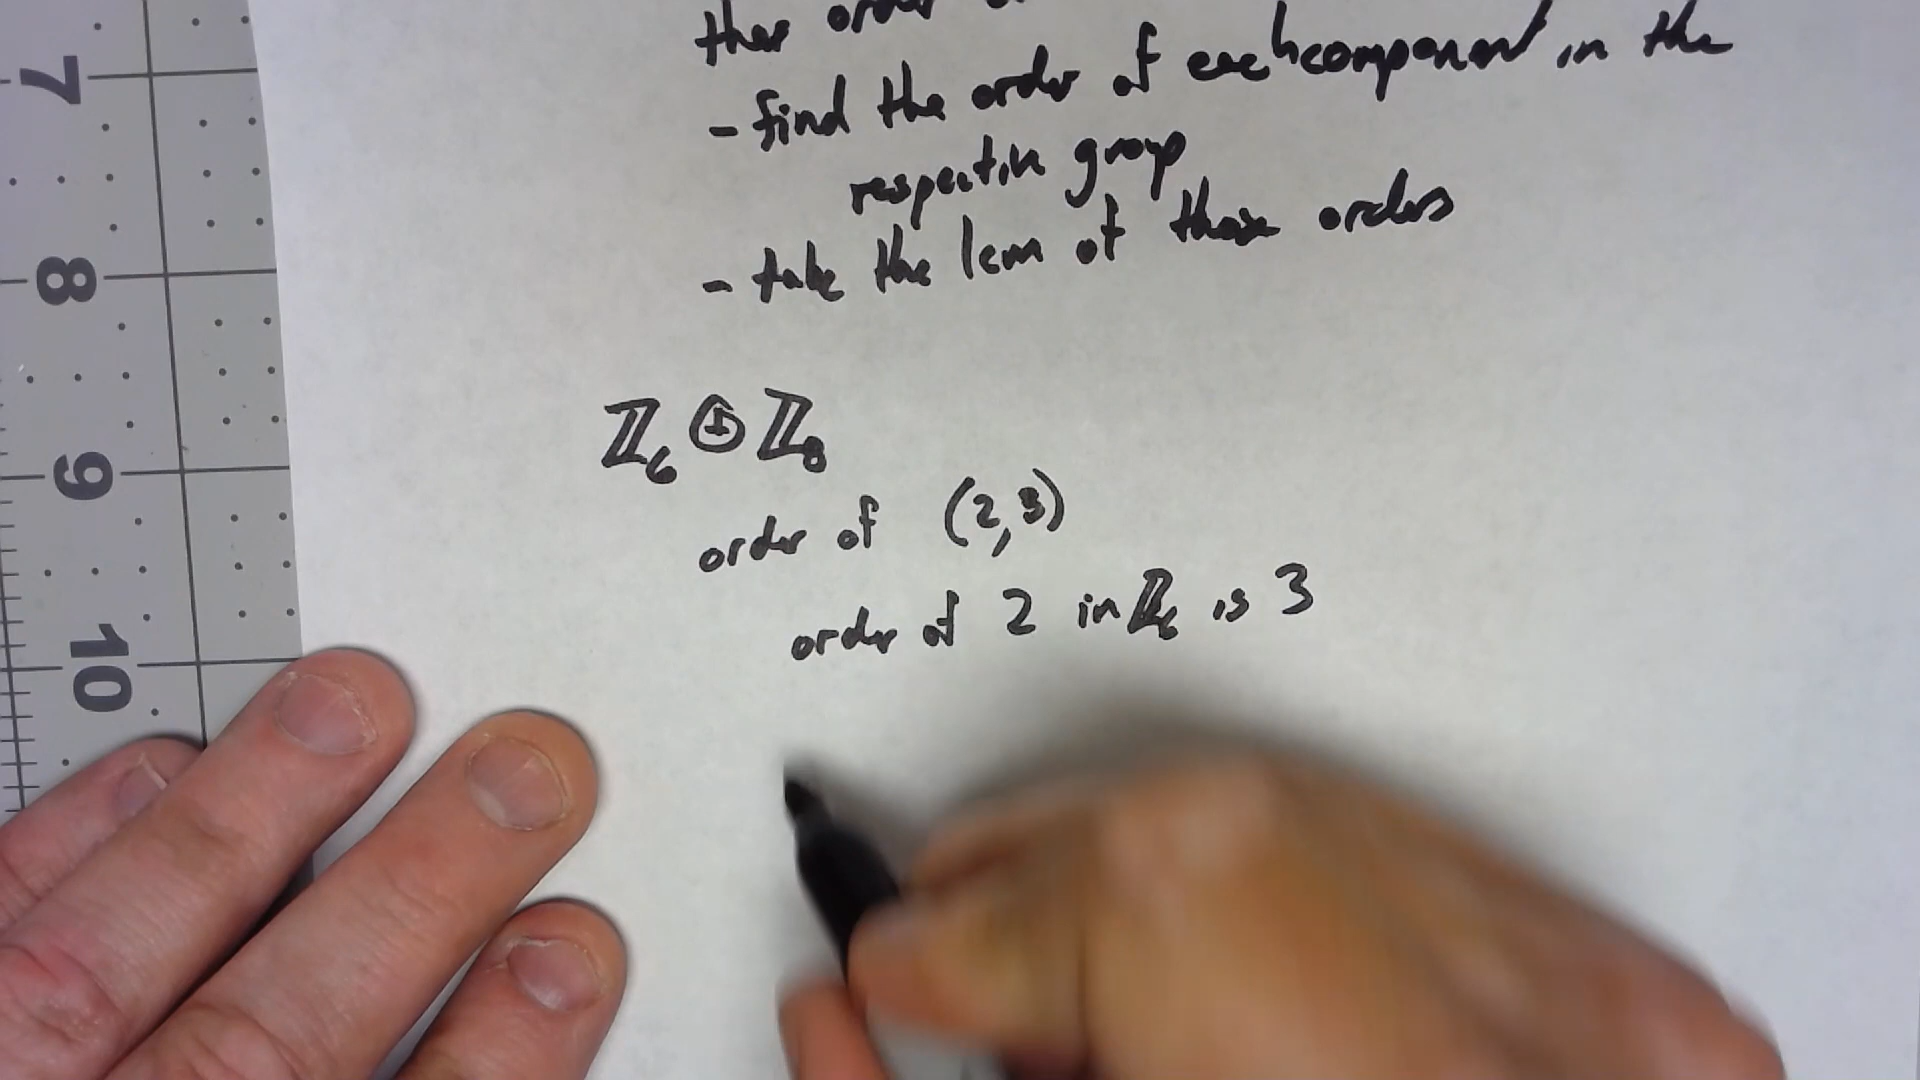 7
8
9
10
order
- find the order of each component in the
respective group
- take the lcm of those orders
ℤ₆ ⊕ ℤ₈
order of (2,3)
order of 2 in ℤ₆ is 3